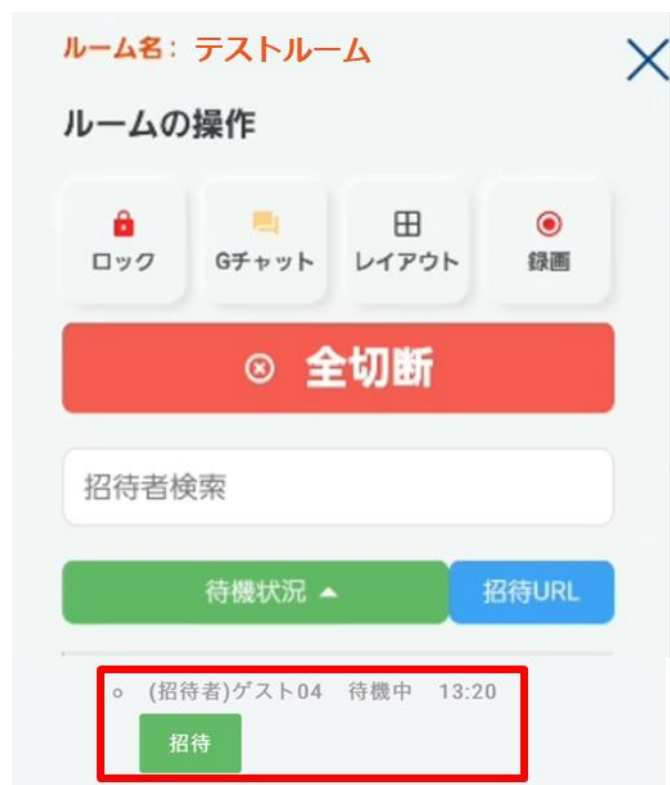 ルーム名： テストルーム
ルームの操作
ロック Gチャット レイアウト 録画
全切断
招待者検索
待機状況 招待URL
(招待者)ゲスト04 待機中 13:20
招待